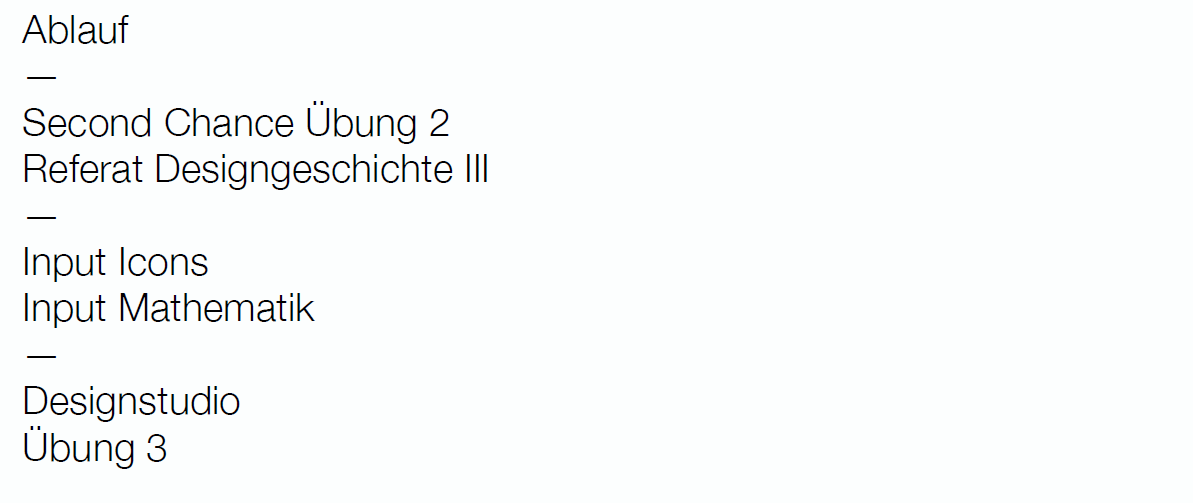 Ablauf
—
Second Chance Übung 2
Referat Designgeschichte III
—
Input Icons
Input Mathematik
—
Designstudio
Übung 3